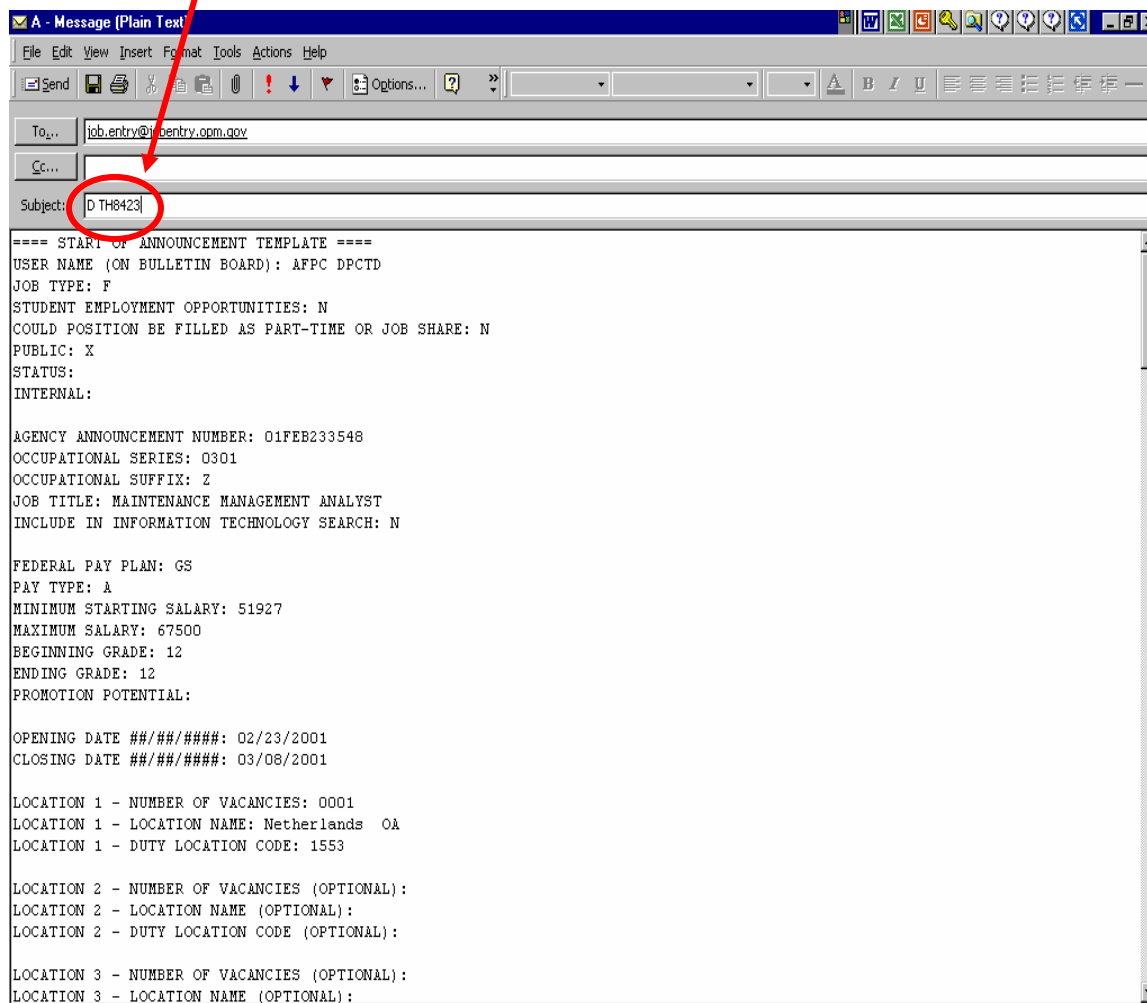 A - Message (Plain Text)
File Edit View Insert Format Tools Actions Help
Send Options...
To... job.entry@jobentry.opm.gov
Cc...
Subject: D TH8423
==== START OF ANNOUNCEMENT TEMPLATE ====
USER NAME (ON BULLETIN BOARD): AFPC DPCTD
JOB TYPE: F
STUDENT EMPLOYMENT OPPORTUNITIES: N
COULD POSITION BE FILLED AS PART-TIME OR JOB SHARE: N
PUBLIC: X
STATUS:
INTERNAL:
AGENCY ANNOUNCEMENT NUMBER: 01FEB233548
OCCUPATIONAL SERIES: 0301
OCCUPATIONAL SUFFIX: Z
JOB TITLE: MAINTENANCE MANAGEMENT ANALYST
INCLUDE IN INFORMATION TECHNOLOGY SEARCH: N
FEDERAL PAY PLAN: GS
PAY TYPE: A
MINIMUM STARTING SALARY: 51927
MAXIMUM SALARY: 67500
BEGINNING GRADE: 12
ENDING GRADE: 12
PROMOTION POTENTIAL:
OPENING DATE ##/##/####: 02/23/2001
CLOSING DATE ##/##/####: 03/08/2001
LOCATION 1 - NUMBER OF VACANCIES: 0001
LOCATION 1 - LOCATION NAME: Netherlands OA
LOCATION 1 - DUTY LOCATION CODE: 1553
LOCATION 2 - NUMBER OF VACANCIES (OPTIONAL):
LOCATION 2 - LOCATION NAME (OPTIONAL):
LOCATION 2 - DUTY LOCATION CODE (OPTIONAL):
LOCATION 3 - NUMBER OF VACANCIES (OPTIONAL):
LOCATION 3 - LOCATION NAME (OPTIONAL):